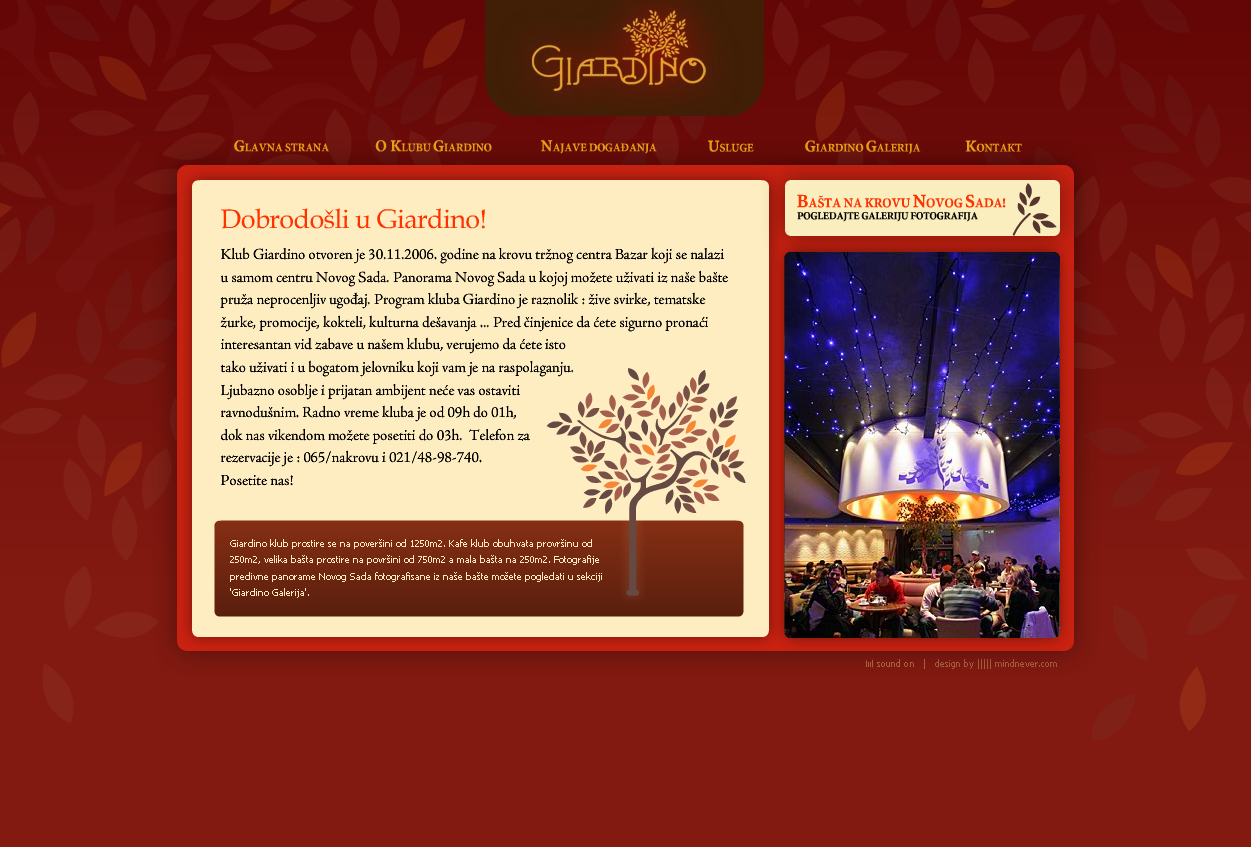 GIARDINO
Glavna strana
O Klubu Giardino
Najave događanja
Usluge
Giardino Galerija
Kontakt
Dobrodošli u Giardino!
Klub Giardino otvoren je 30.11.2006. godine na krovu tržnog centra Bazar koji se nalazi
u samom centru Novog Sada. Panorama Novog Sada u kojoj možete uživati iz naše bašte
pruža neprocenljiv ugođaj. Program kluba Giardino je raznolik : žive svirke, tematske
žurke, promocije, kokteli, kulturna dešavanja ... Pred činjenice da ćete sigurno pronaći
interesantan vid zabave u našem klubu, verujemo da ćete isto
tako uživati i u bogatom jelovniku koji vam je na raspolaganju.
Ljubazno osoblje i prijatan ambijent neće vas ostaviti
ravnodušnim. Radno vreme kluba je od 09h do 01h,
dok nas vikendom možete posetiti do 03h. Telefon za
rezervacije je : 065/nakrovu i 021/48-98-740.
Posetite nas!
Giardino klub prostire se na poveršini od 1250m2. Kafe klub obuhvata provršinu od
250m2, velika bašta prostire na površini od 750m2 a mala bašta na 250m2. Fotografije
predivne panorame Novog Sada fotografisane iz naše bašte možete pogledati u sekciji
'Giardino Galerija'.
Bašta na krovu Novog Sada!
pogledajte galeriju fotografija
sound on | design by ||||| mindnever.com